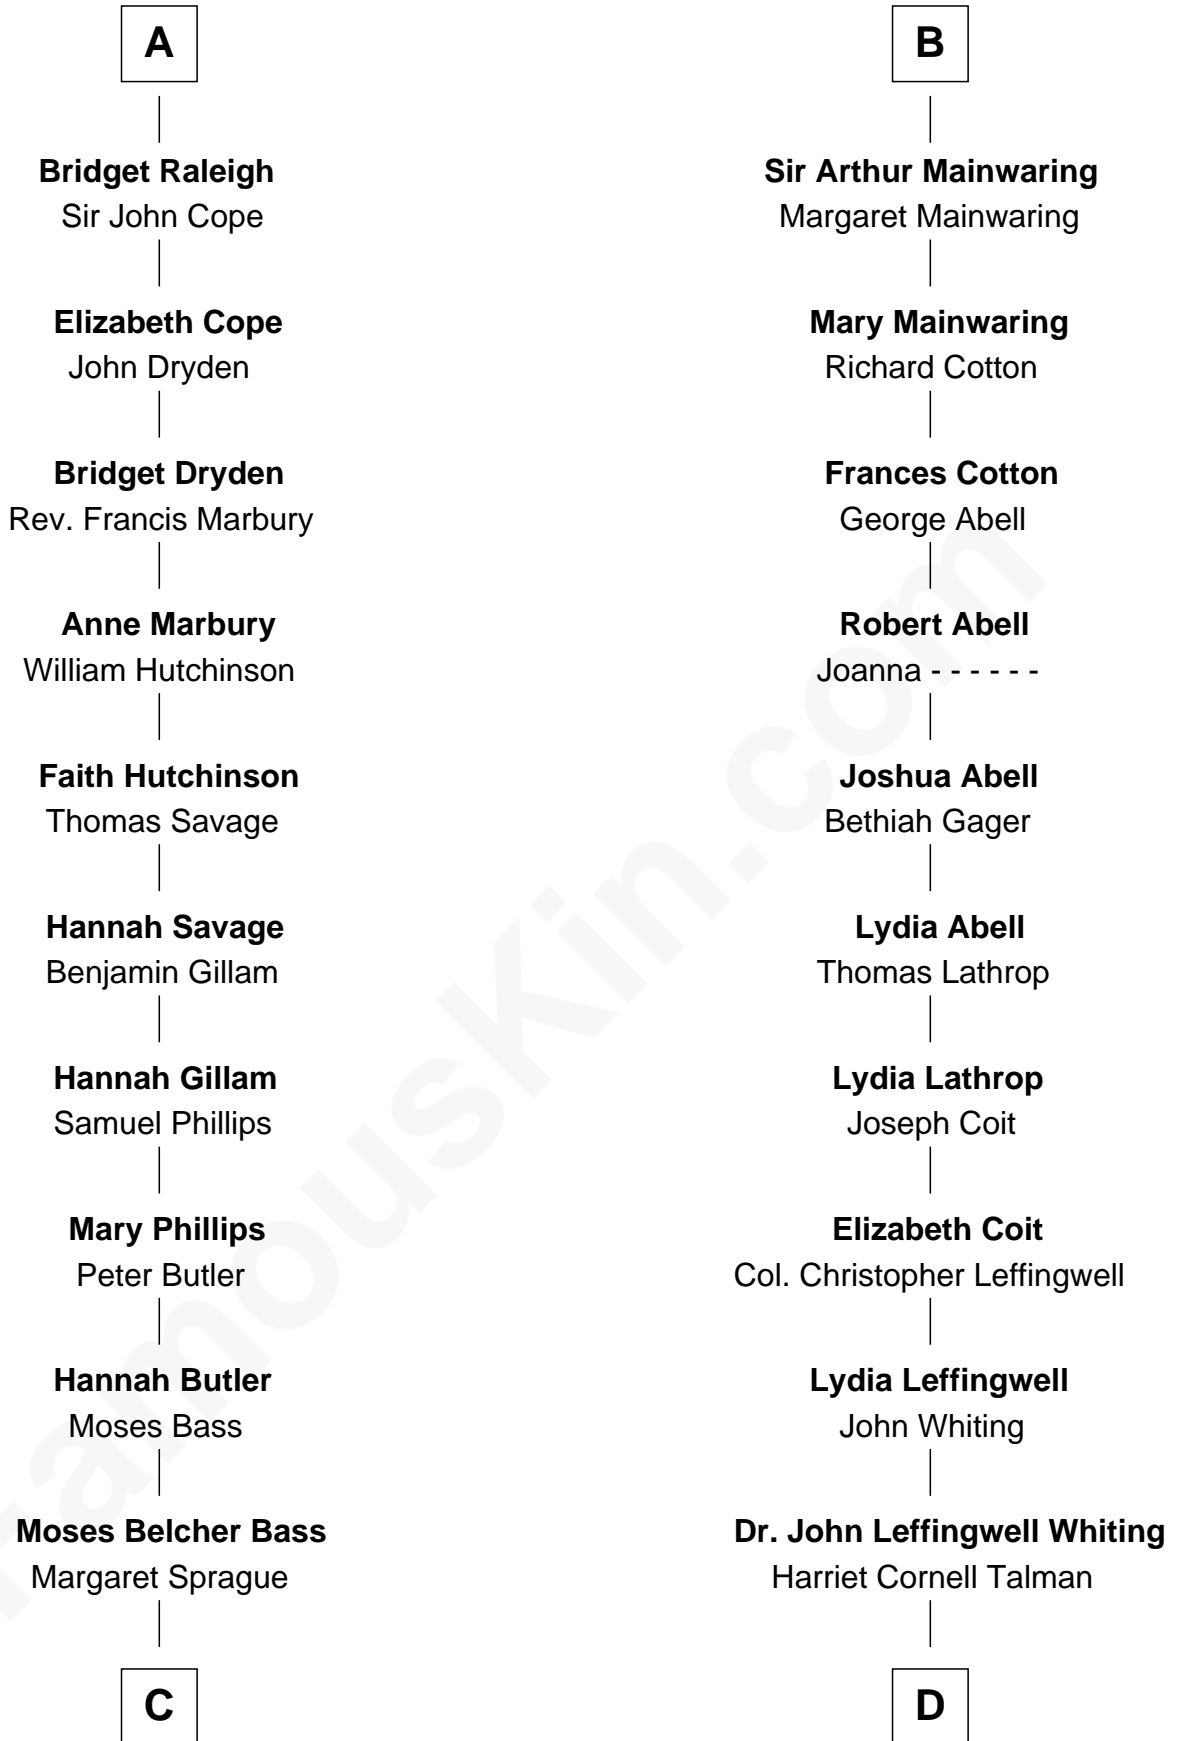 A
Bridget Raleigh
Sir John Cope
Elizabeth Cope
John Dryden
Bridget Dryden
Rev. Francis Marbury
Anne Marbury
William Hutchinson
Faith Hutchinson
Thomas Savage
Hannah Savage
Benjamin Gillam
Hannah Gillam
Samuel Phillips
Mary Phillips
Peter Butler
Hannah Butler
Moses Bass
Moses Belcher Bass
Margaret Sprague
C
B
Sir Arthur Mainwaring
Margaret Mainwaring
Mary Mainwaring
Richard Cotton
Frances Cotton
George Abell
Robert Abell
Joanna - - - - - -
Joshua Abell
Bethiah Gager
Lydia Abell
Thomas Lathrop
Lydia Lathrop
Joseph Coit
Elizabeth Coit
Col. Christopher Leffingwell
Lydia Leffingwell
John Whiting
Dr. John Leffingwell Whiting
Harriet Cornell Talman
D
FamousKin.com